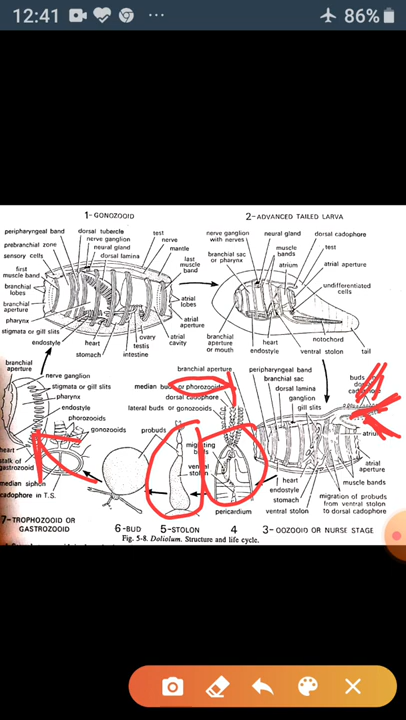 12:41
86%
1-GONOZOOID
2-ADVANCED TAILED LARVA
peripharyngeal band
dorsal tubercle
nerve ganglion
neural gland
dorsal lamina
test
nerve
mantle
last
muscle
band
prebranchial zone
sensory cells
first
muscle band
branchial
lobes
branchial
aperture
pharynx
stigmata or gill slits
endostyle
stomach
heart
intestine
testis
ovary
atrial
cavity
atrial
aperture
atrial
lobes
nerve ganglion
with nerves
neural gland
dorsal cadophore
muscle
bands
atrium
test
atrial aperture
branchial sac
or pharynx
undifferentiated
cells
branchial
aperture
or mouth
heart
endostyle
notochord
ventral stolon
tail
branchial
aperture
nerve ganglion
stigmata or gill slits
pharynx
endostyle
phorozooids
gonozooids
heart
stalk of
gastrozooid
median siphon
cadophore in T.S.
branchial aperture
median buds or phorozooids
dorsal cadophore
lateral buds or gonozooids
probuds
migrating
buds
ventral
stolon
pericardium
peripharyngeal band
branchial sac
dorsal lamina
ganglion
gill slits
buds
dorsal
cadophore
atrial
aperture
muscle bands
migration of probuds
from ventral stolon
to dorsal cadophore
heart
endostyle
stomach
ventral stolon
7-TROPHOZOOID OR
GASTROZOOID
6-BUD
5-STOLON
4
3-OOZOOID OR NURSE STAGE
Fig. 5-8. Doliolum. Structure and life cycle.